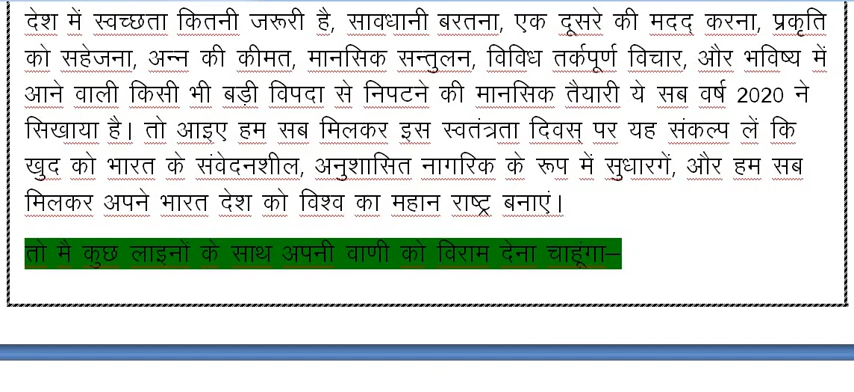 देश में स्वच्छता कितनी जरूरी है, सावधानी बरतना, एक दूसरे की मदद् करना, प्रकृति
को सहेजना, अन्न की कीमत, मानसिक सन्तुलन, विविध तर्कपूर्ण विचार, और भविष्य में
आने वाली किसी भी बड़ी विपदा से निपटने की मानसिक तैयारी ये सब वर्ष 2020 ने
सिखाया है। तो आइए हम सब मिलकर इस स्वतंत्रता दिवस् पर यह संकल्प लें कि
खुद को भारत के संवेदनशील, अनुशासित नागरिक के रूप में सुधारगें, और हम सब
मिलकर अपने भारत देश को विश्व का महान राष्ट्र बनाएं।
तो मै कुछ लाइनों के साथ अपनी वाणी को विराम देना चाहूंगा–